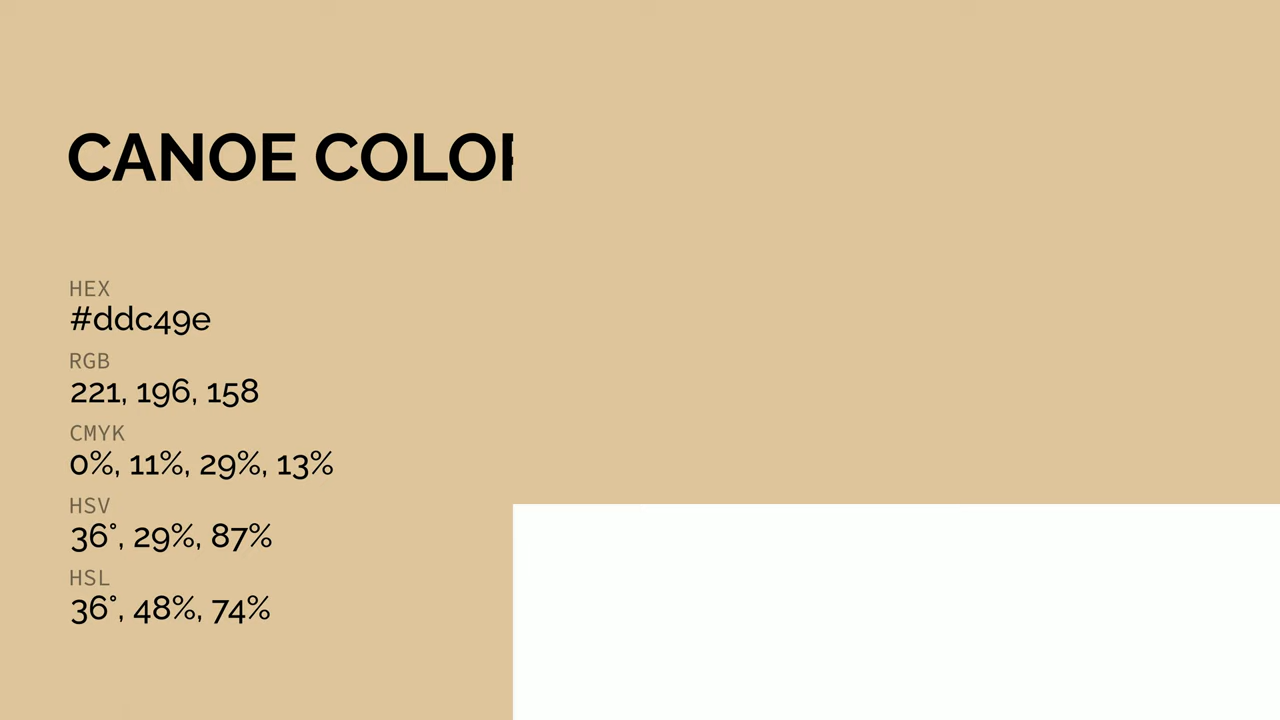 CANOE COLOR
HEX
#ddc49e
RGB
221, 196, 158
CMYK
0%, 11%, 29%, 13%
HSV
36°, 29%, 87%
HSL
36°, 48%, 74%